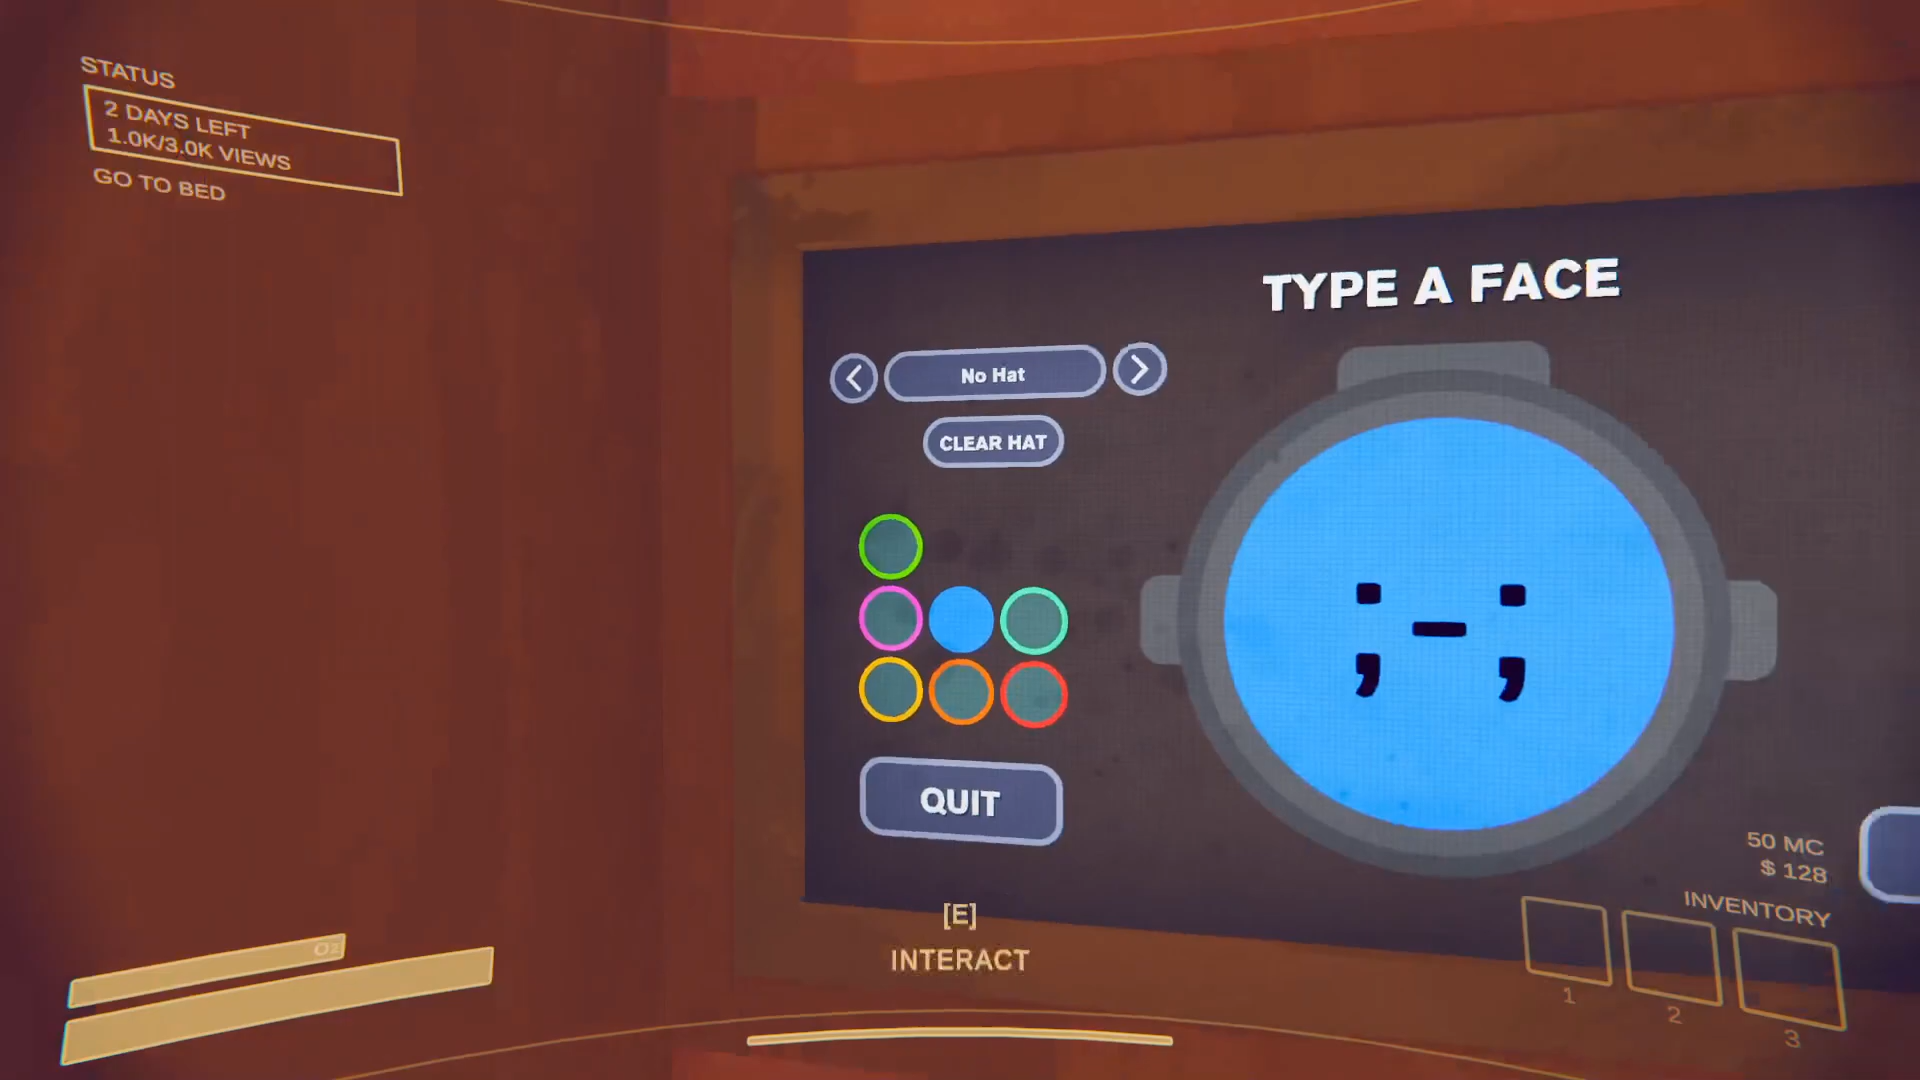 STATUS
2 DAYS LEFT
1.0K/3.0K VIEWS
GO TO BED
TYPE A FACE
No Hat
CLEAR HAT
;-;
QUIT
[E]
INTERACT
O2
50 MC
$ 128
INVENTORY
1
2
3